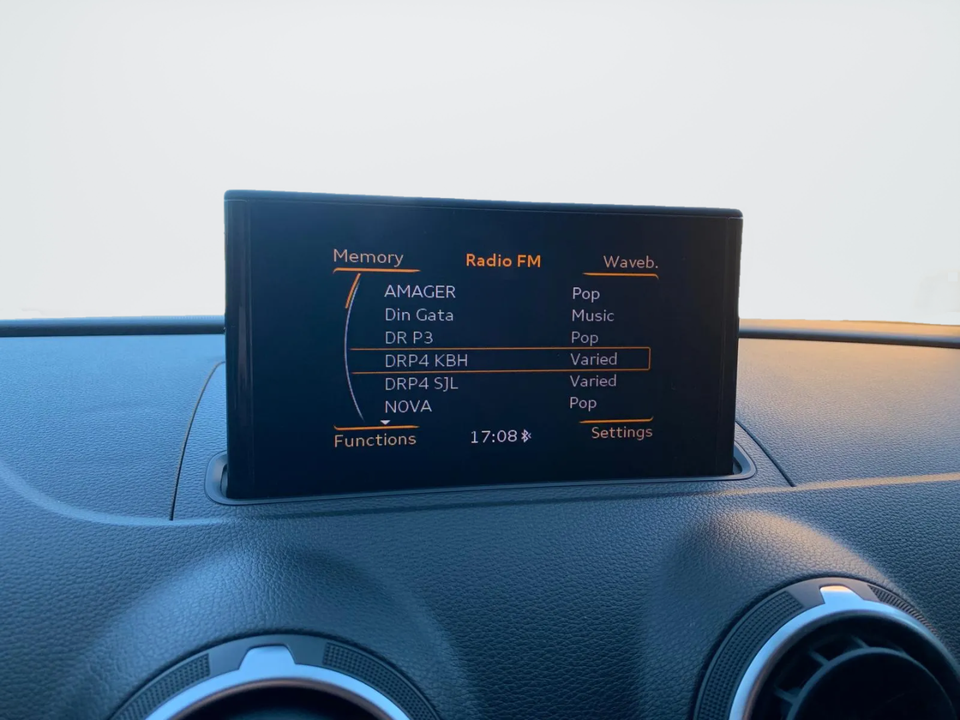 Memory Radio FM Waveb.
AMAGER Pop
Din Gata Music
DR P3 Pop
DRP4 KBH Varied
DRP4 SJL Varied
NOVA Pop
Functions 17:08 Settings